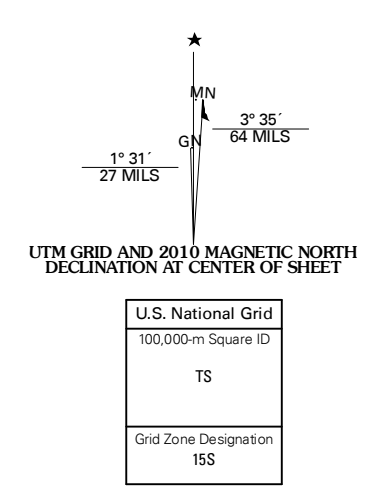 ★
MN
3° 35´
64 MILS
GN
1° 31´
27 MILS
UTM GRID AND 2010 MAGNETIC NORTH
DECLINATION AT CENTER OF SHEET
U.S. National Grid
100,000-m Square ID
TS
Grid Zone Designation
15S